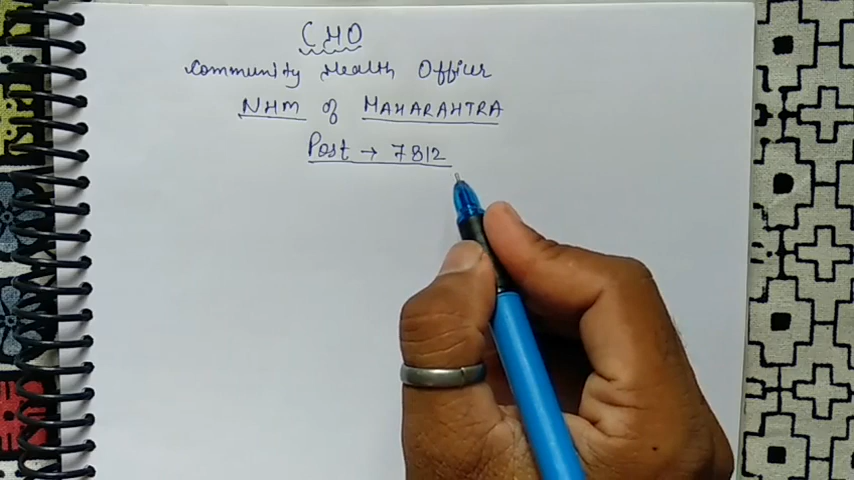 CHO
Community Health Officer
NHM of MAHARAHTRA
Post → 7812